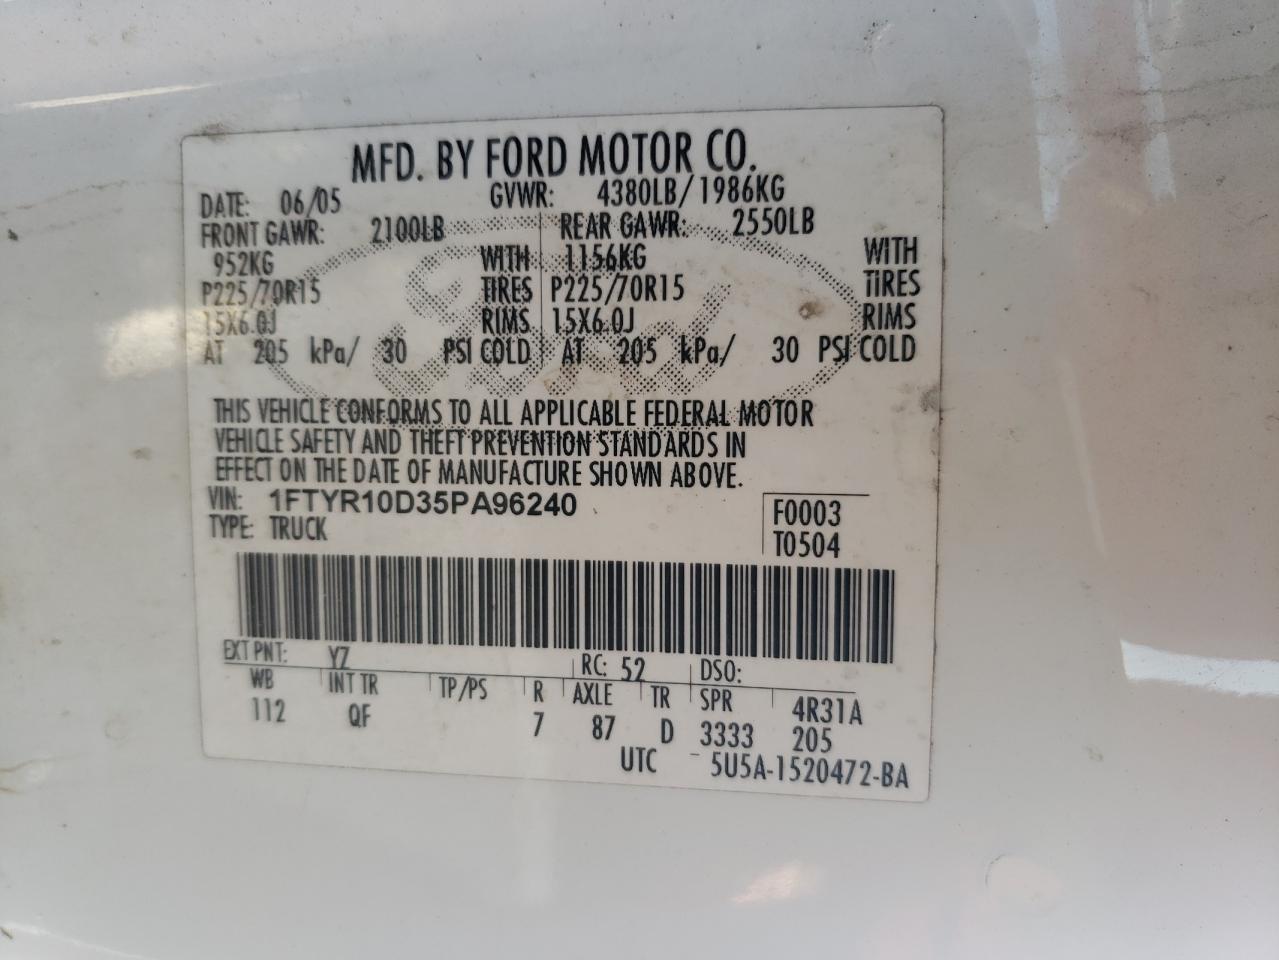 MFD. BY FORD MOTOR CO.
DATE: 06/05 GVWR: 4380LB/1986KG
FRONT GAWR: 2100LB REAR GAWR: 2550LB
952KG WITH 1156KG WITH
P225/70R15 TIRES P225/70R15 TIRES
15X6.0J RIMS 15X6.0J RIMS
AT 205 kPa/ 30 PSI COLD AT 205 kPa/ 30 PSI COLD
Ford
THIS VEHICLE CONFORMS TO ALL APPLICABLE FEDERAL MOTOR
VEHICLE SAFETY AND THEFT PREVENTION STANDARDS IN
EFFECT ON THE DATE OF MANUFACTURE SHOWN ABOVE.
VIN: 1FTYR10D35PA96240 F0003
TYPE: TRUCK T0504
EXT PNT: YZ RC: 52 DSO:
WB INT TR TP/PS R AXLE TR SPR 4R31A
112 QF 7 87 D 3333 205
UTC 5U5A-1520472-BA